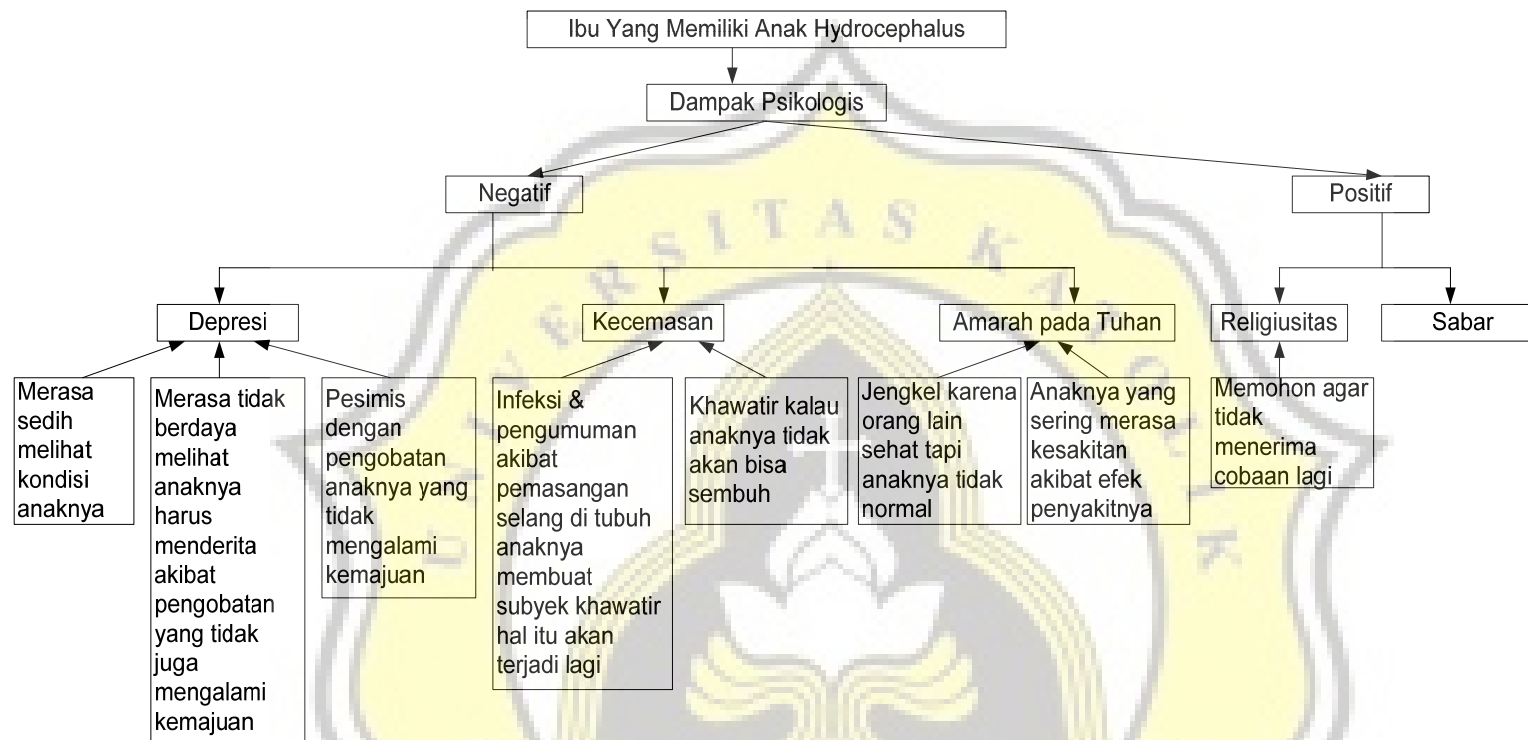 Ibu Yang Memiliki Anak Hydrocephalus
Dampak Psikologis
Negatif
Positif
UNIVERSITAS KATOLIK
Depresi
Kecemasan
Amarah pada Tuhan
Religiusitas
Sabar
Merasa
sedih
melihat
kondisi
anaknya
Merasa tidak
berdaya
melihat
anaknya
harus
menderita
akibat
pengobatan
yang tidak
juga
mengalami
kemajuan
Pesimis
dengan
pengobatan
anaknya yang
tidak
mengalami
kemajuan
Infeksi &
pengumuman
akibat
pemasangan
selang di tubuh
anaknya
membuat
subyek khawatir
hal itu akan
terjadi lagi
Khawatir kalau
anaknya tidak
akan bisa
sembuh
Jengkel karena
orang lain
sehat tapi
anaknya tidak
normal
Anaknya yang
sering merasa
kesakitan
akibat efek
penyakitnya
Memohon agar
tidak
menerima
cobaan lagi